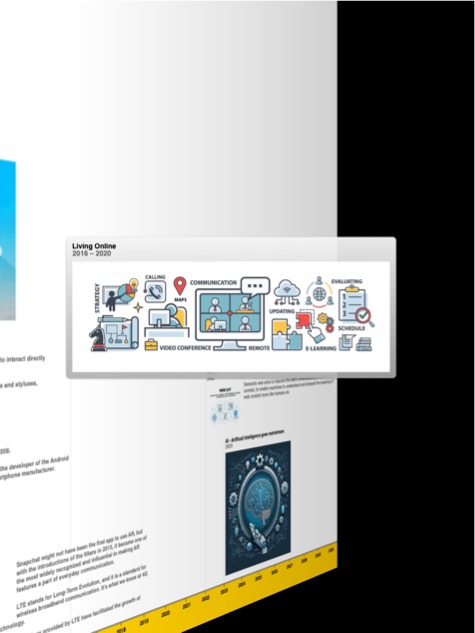 Living Online
2016 – 2020
STRATEGY
CALLING
MAPS
COMMUNICATION
VIDEO CONFERENCE
REMOTE
UPDATING
E-LEARNING
EVALUATING
1
2
3
SCHEDULE
to interact directly
s and styluses,
008.
the developer of the Android
rtphone manufacturer.
WEB 3.0?
AI - Artificial Intelligence goes mainstream
2023
Snapchat might not have been the first app to use AR, but
with the introductions of the filters in 2015, it became one of
the most widely recognized and influential in making AR
features a part of everyday communication.
LTE stands for Long-Term Evolution, and it is a standard for
wireless broadband communication. It's what we know as 4G
technology.
provided by LTE have facilitated the growth of
2018
2019
2020
2021
2022
2023
2024
2025
2026
2027
2028
2029